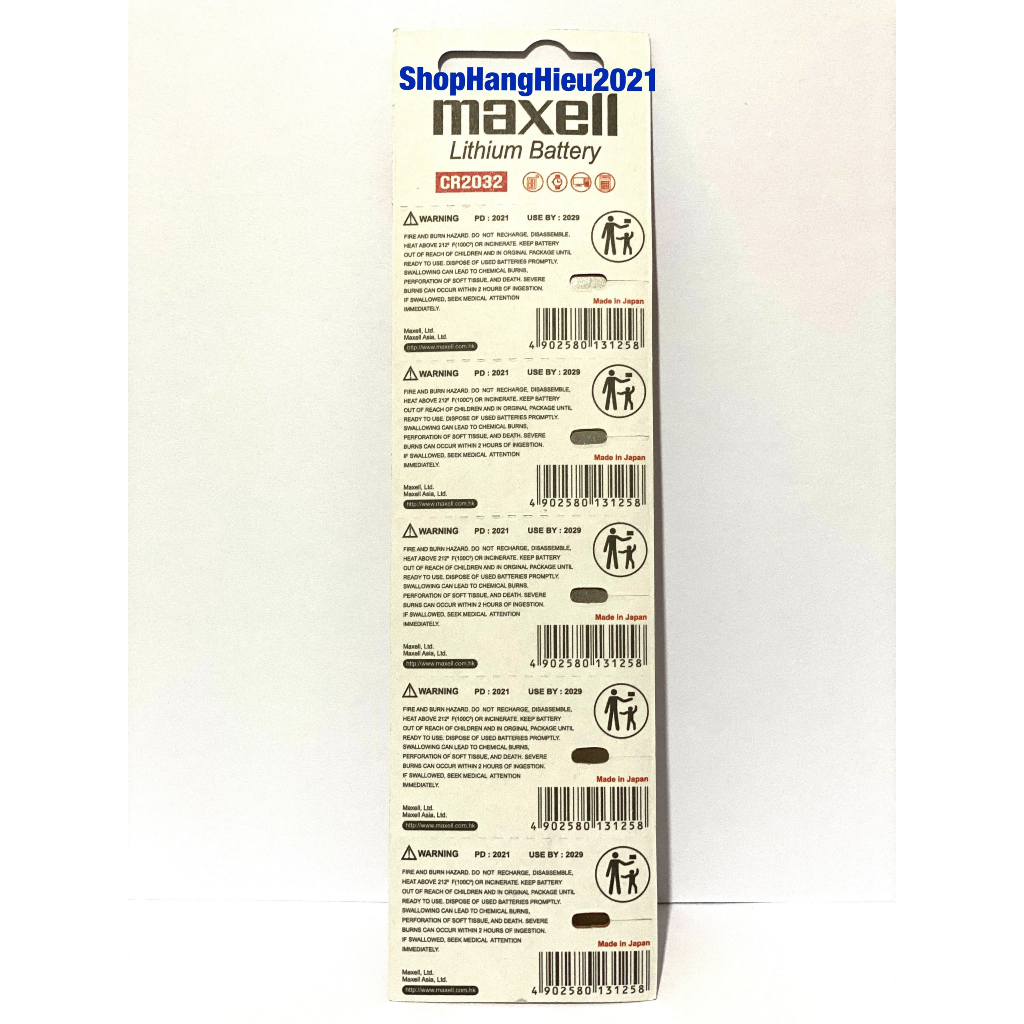 ShopHangHieu2021
maxell
Lithium Battery
CR2032
WARNING PD : 2021 USE BY : 2029
FIRE AND BURN HAZARD. DO NOT RECHARGE, DISASSEMBLE,
HEAT ABOVE 212º F(100Cº) OR INCINERATE. KEEP BATTERY
OUT OF REACH OF CHILDREN AND IN ORGINAL PACKAGE UNTIL
READY TO USE. DISPOSE OF USED BATTERIES PROMPTLY.
SWALLOWING CAN LEAD TO CHEMICAL BURNS,
PERFORATION OF SOFT TISSUE, AND DEATH. SEVERE
BURNS CAN OCCUR WITHIN 2 HOURS OF INGESTION.
IF SWALLOWED, SEEK MEDICAL ATTENTION
IMMEDIATELY.
Made in Japan
Maxell, Ltd.
Maxell Asia, Ltd.
http://www.maxell.com.hk
4 902580 131258
WARNING PD : 2021 USE BY : 2029
FIRE AND BURN HAZARD. DO NOT RECHARGE, DISASSEMBLE,
HEAT ABOVE 212º F(100Cº) OR INCINERATE. KEEP BATTERY
OUT OF REACH OF CHILDREN AND IN ORGINAL PACKAGE UNTIL
READY TO USE. DISPOSE OF USED BATTERIES PROMPTLY.
SWALLOWING CAN LEAD TO CHEMICAL BURNS,
PERFORATION OF SOFT TISSUE, AND DEATH. SEVERE
BURNS CAN OCCUR WITHIN 2 HOURS OF INGESTION.
IF SWALLOWED, SEEK MEDICAL ATTENTION
IMMEDIATELY.
Made in Japan
Maxell, Ltd.
Maxell Asia, Ltd.
http://www.maxell.com.hk
4 902580 131258
WARNING PD : 2021 USE BY : 2029
FIRE AND BURN HAZARD. DO NOT RECHARGE, DISASSEMBLE,
HEAT ABOVE 212º F(100Cº) OR INCINERATE. KEEP BATTERY
OUT OF REACH OF CHILDREN AND IN ORGINAL PACKAGE UNTIL
READY TO USE. DISPOSE OF USED BATTERIES PROMPTLY.
SWALLOWING CAN LEAD TO CHEMICAL BURNS,
PERFORATION OF SOFT TISSUE, AND DEATH. SEVERE
BURNS CAN OCCUR WITHIN 2 HOURS OF INGESTION.
IF SWALLOWED, SEEK MEDICAL ATTENTION
IMMEDIATELY.
Made in Japan
Maxell, Ltd.
Maxell Asia, Ltd.
http://www.maxell.com.hk
4 902580 131258
WARNING PD : 2021 USE BY : 2029
FIRE AND BURN HAZARD. DO NOT RECHARGE, DISASSEMBLE,
HEAT ABOVE 212º F(100Cº) OR INCINERATE. KEEP BATTERY
OUT OF REACH OF CHILDREN AND IN ORGINAL PACKAGE UNTIL
READY TO USE. DISPOSE OF USED BATTERIES PROMPTLY.
SWALLOWING CAN LEAD TO CHEMICAL BURNS,
PERFORATION OF SOFT TISSUE, AND DEATH. SEVERE
BURNS CAN OCCUR WITHIN 2 HOURS OF INGESTION.
IF SWALLOWED, SEEK MEDICAL ATTENTION
IMMEDIATELY.
Made in Japan
Maxell, Ltd.
Maxell Asia, Ltd.
http://www.maxell.com.hk
4 902580 131258
WARNING PD : 2021 USE BY : 2029
FIRE AND BURN HAZARD. DO NOT RECHARGE, DISASSEMBLE,
HEAT ABOVE 212º F(100Cº) OR INCINERATE. KEEP BATTERY
OUT OF REACH OF CHILDREN AND IN ORGINAL PACKAGE UNTIL
READY TO USE. DISPOSE OF USED BATTERIES PROMPTLY.
SWALLOWING CAN LEAD TO CHEMICAL BURNS,
PERFORATION OF SOFT TISSUE, AND DEATH. SEVERE
BURNS CAN OCCUR WITHIN 2 HOURS OF INGESTION.
IF SWALLOWED, SEEK MEDICAL ATTENTION
IMMEDIATELY.
Made in Japan
Maxell, Ltd.
Maxell Asia, Ltd.
http://www.maxell.com.hk
4 902580 131258